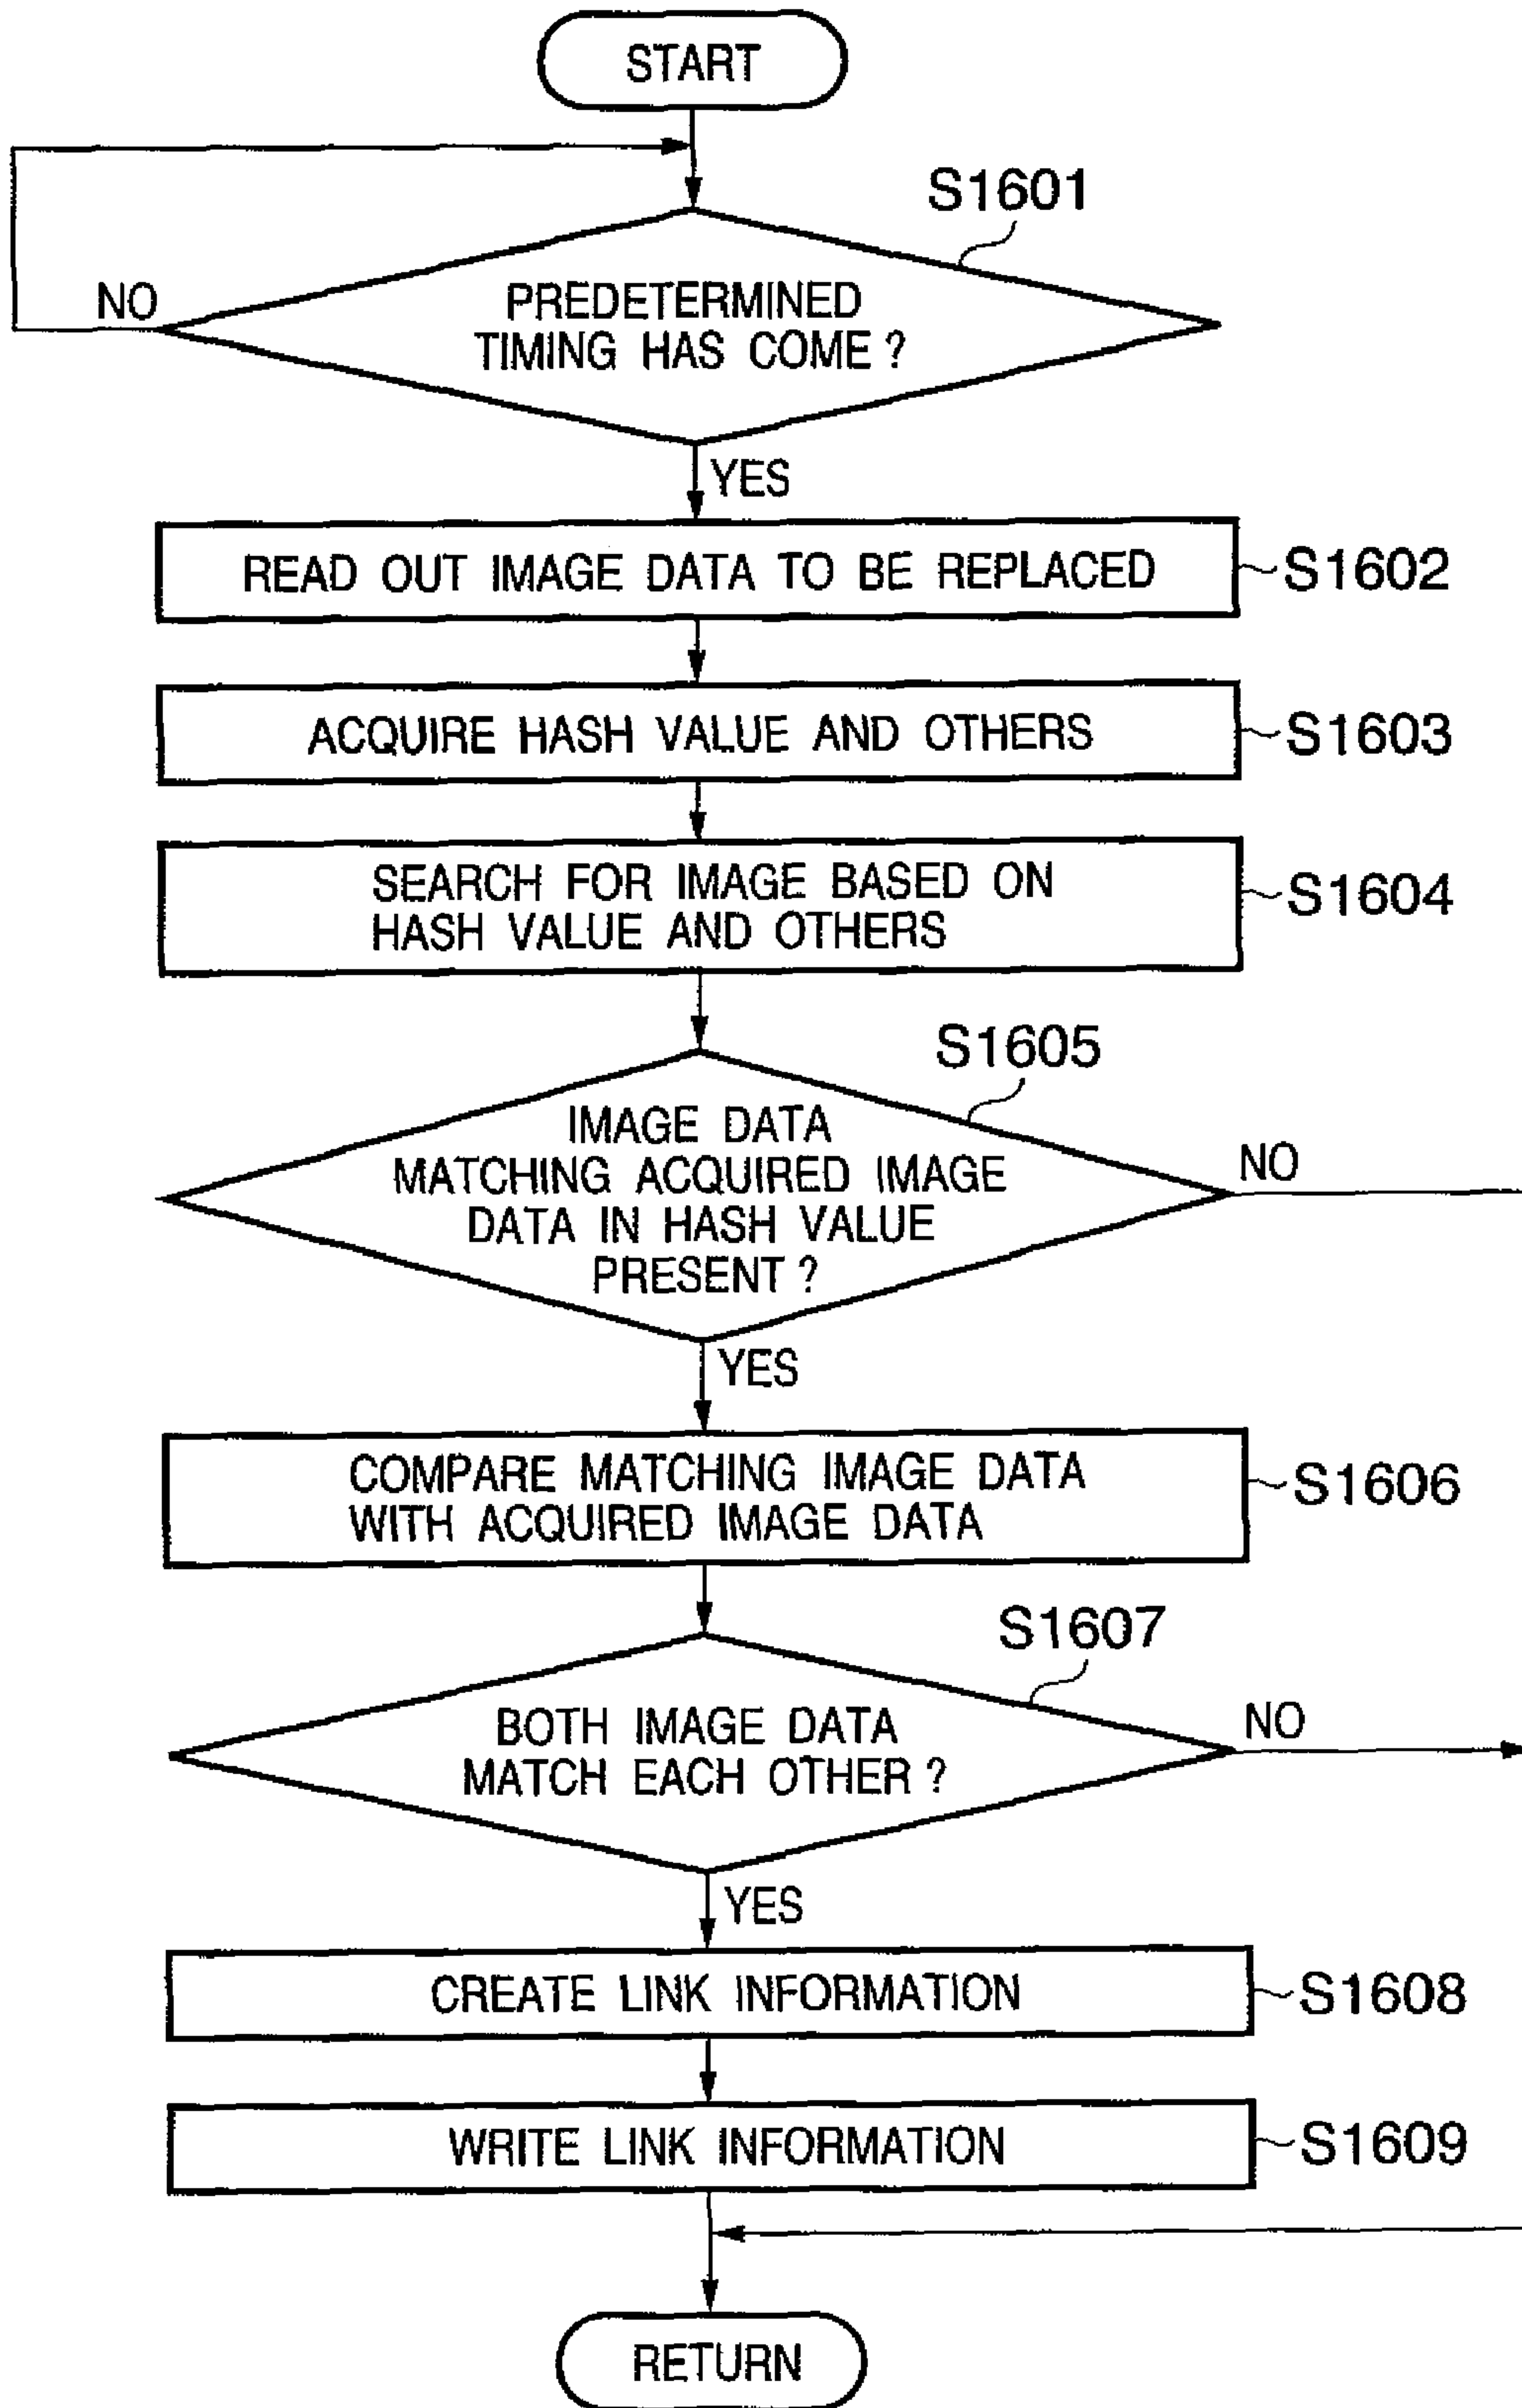 START
S1601
NO
PREDETERMINED
TIMING HAS COME ?
YES
READ OUT IMAGE DATA TO BE REPLACED
S1602
ACQUIRE HASH VALUE AND OTHERS
S1603
SEARCH FOR IMAGE BASED ON
HASH VALUE AND OTHERS
S1604
S1605
IMAGE DATA
MATCHING ACQUIRED IMAGE
DATA IN HASH VALUE
PRESENT ?
NO
YES
COMPARE MATCHING IMAGE DATA
WITH ACQUIRED IMAGE DATA
S1606
S1607
BOTH IMAGE DATA
MATCH EACH OTHER ?
NO
YES
CREATE LINK INFORMATION
S1608
WRITE LINK INFORMATION
S1609
RETURN